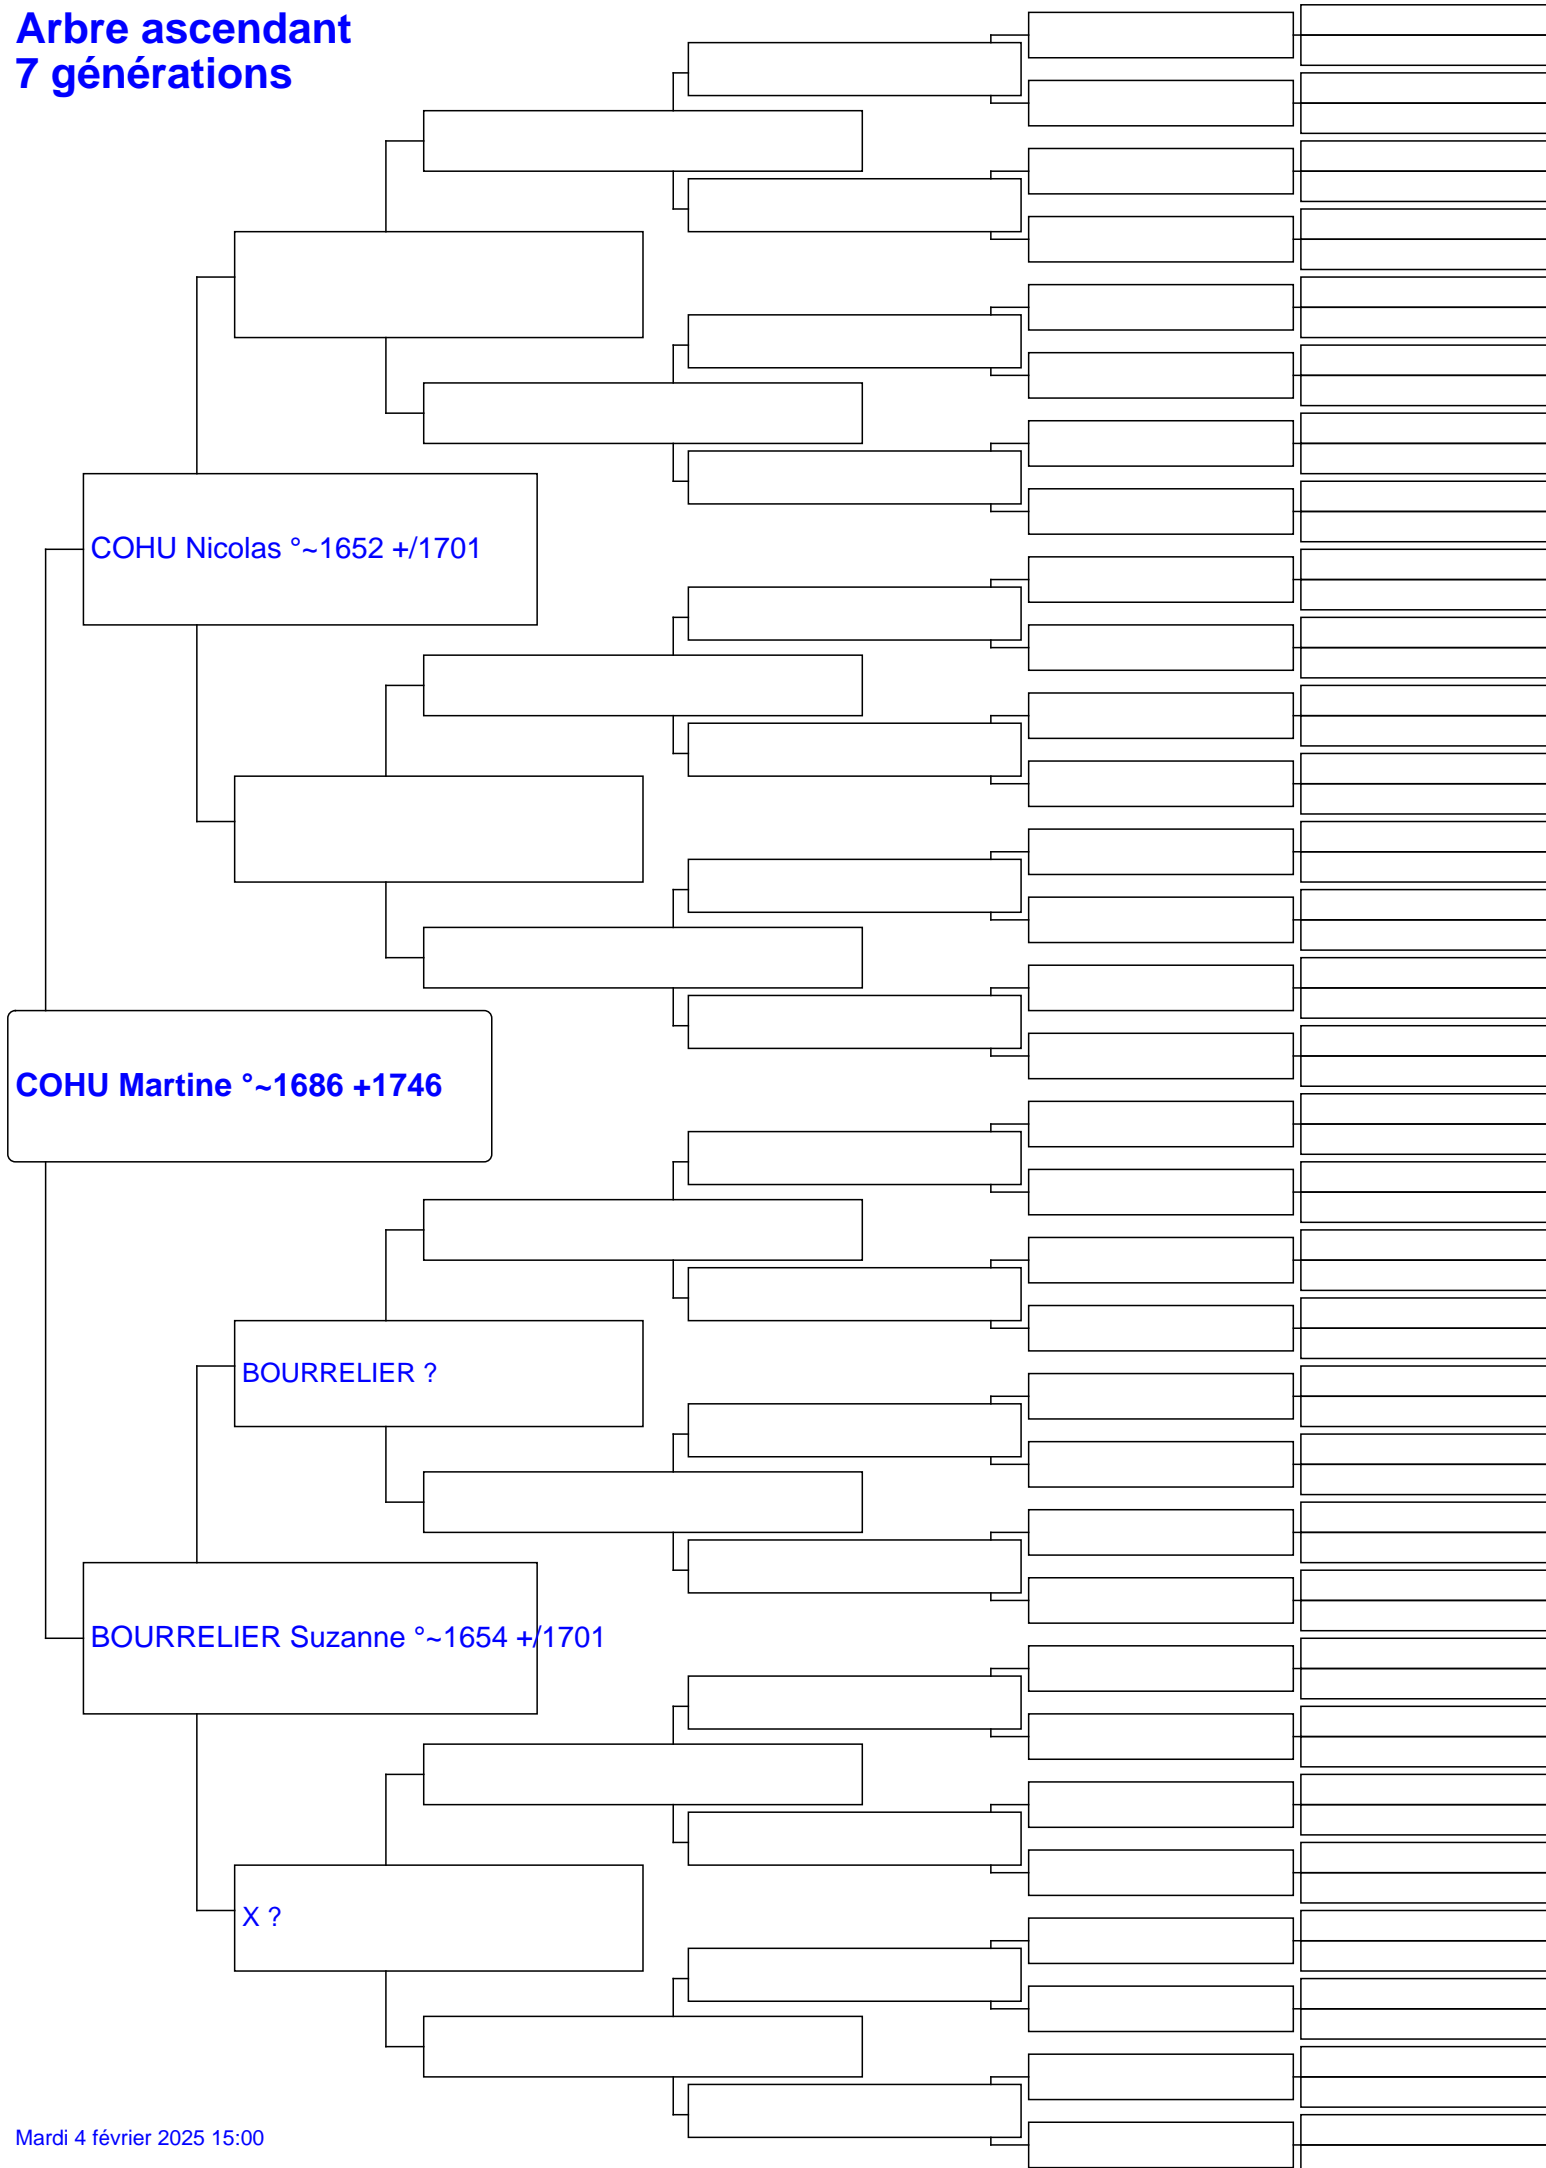 Arbre ascendant
7 générations
COHU Nicolas °~1652 +/1701
COHU Martine °~1686 +1746
BOURRELIER ?
BOURRELIER Suzanne °~1654 +/1701
X ?
Mardi 4 février 2025 15:00